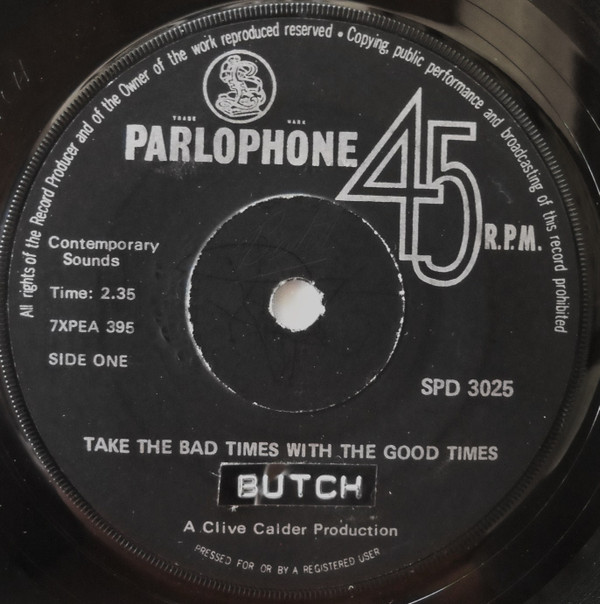 All rights of the Record Producer and of the Owner of the work reproduced reserved • Copying, public performance and broadcasting of this record prohibited
TRADE MARK
PARLOPHONE
45 R.P.M.
Contemporary
Sounds
Time: 2.35
7XPEA 395
SIDE ONE
SPD 3025
TAKE THE BAD TIMES WITH THE GOOD TIMES
BUTCH
A Clive Calder Production
PRESSED FOR OR BY A REGISTERED USER